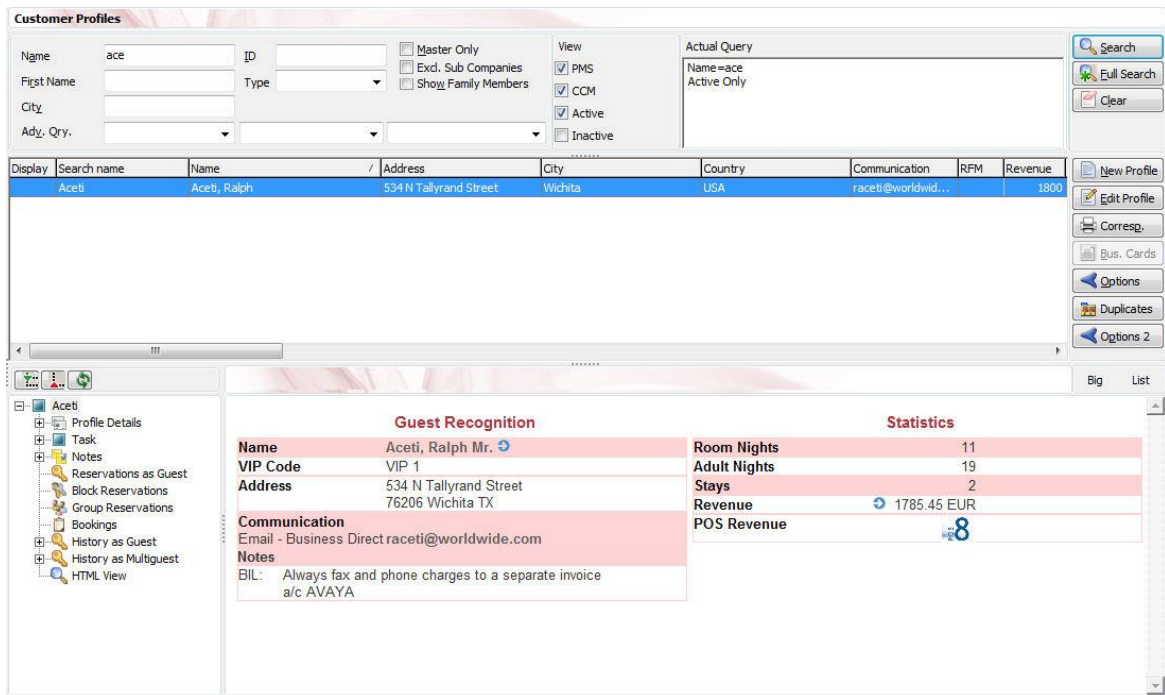 Customer Profiles
Name ace ID Master Only View Actual Query Search
Excl. Sub Companies PMS Name=ace
First Name Type Show Family Members Active Only Full Search
CCM
City Active Clear
Adv. Qry. Inactive
Display Search name Name / Address City Country Communication RFM Revenue New Profile
Aceti Aceti, Ralph 534 N Tallyrand Street Wichita USA raceti@worldwid... 1800
Edit Profile
Corresp.
Bus. Cards
Options
Duplicates
Options 2
Big List
Aceti
Profile Details
Task
Notes
Reservations as Guest
Block Reservations
Group Reservations
Bookings
History as Guest
History as Multiguest
HTML View
Guest Recognition
Name Aceti, Ralph Mr.
VIP Code VIP 1
Address 534 N Tallyrand Street
76206 Wichita TX
Communication
Email - Business Direct raceti@worldwide.com
Notes
BIL: Always fax and phone charges to a separate invoice
a/c AVAYA
Statistics
Room Nights 11
Adult Nights 19
Stays 2
Revenue 1785.45 EUR
POS Revenue 8